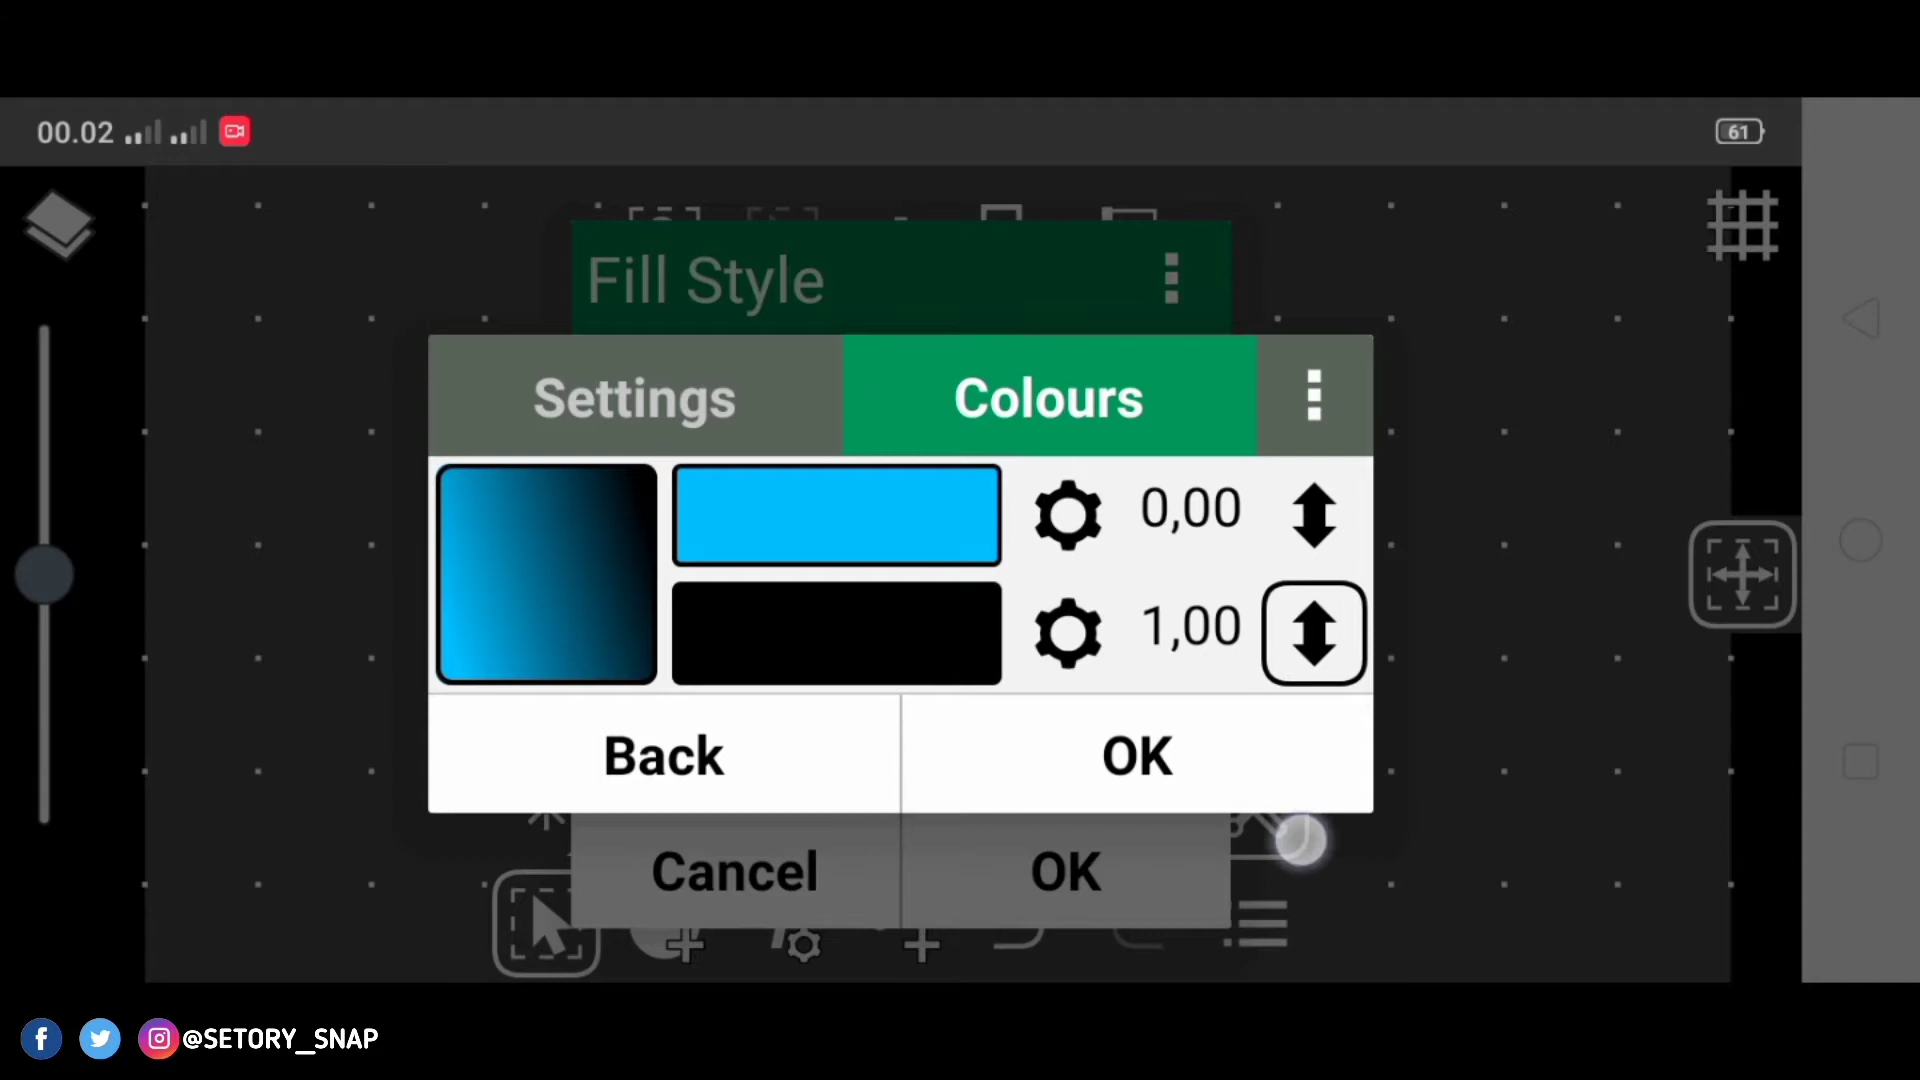 00.02
61
Fill Style
Settings
Colours
0,00
1,00
Back
OK
Cancel
OK
@SETORY_SNAP